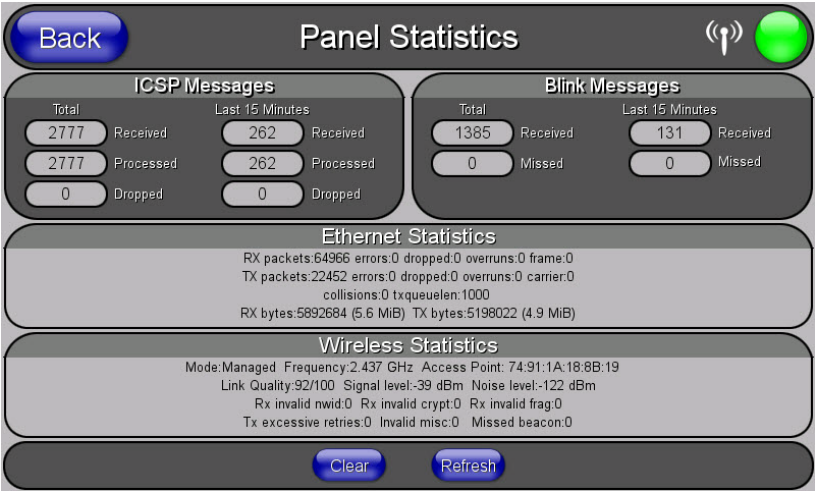 Back
Panel Statistics
ICSP Messages
Total Last 15 Minutes
2777 Received 262 Received
2777 Processed 262 Processed
0 Dropped 0 Dropped
Blink Messages
Total Last 15 Minutes
1385 Received 131 Received
0 Missed 0 Missed
Ethernet Statistics
RX packets:64966 errors:0 dropped:0 overruns:0 frame:0
TX packets:22452 errors:0 dropped:0 overruns:0 carrier:0
collisions:0 txqueuelen:1000
RX bytes:5892684 (5.6 MiB) TX bytes:5198022 (4.9 MiB)
Wireless Statistics
Mode:Managed Frequency:2.437 GHz Access Point: 74:91:1A:18:8B:19
Link Quality:92/100 Signal level:-39 dBm Noise level:-122 dBm
Rx invalid nwid:0 Rx invalid crypt:0 Rx invalid frag:0
Tx excessive retries:0 Invalid misc:0 Missed beacon:0
Clear
Refresh